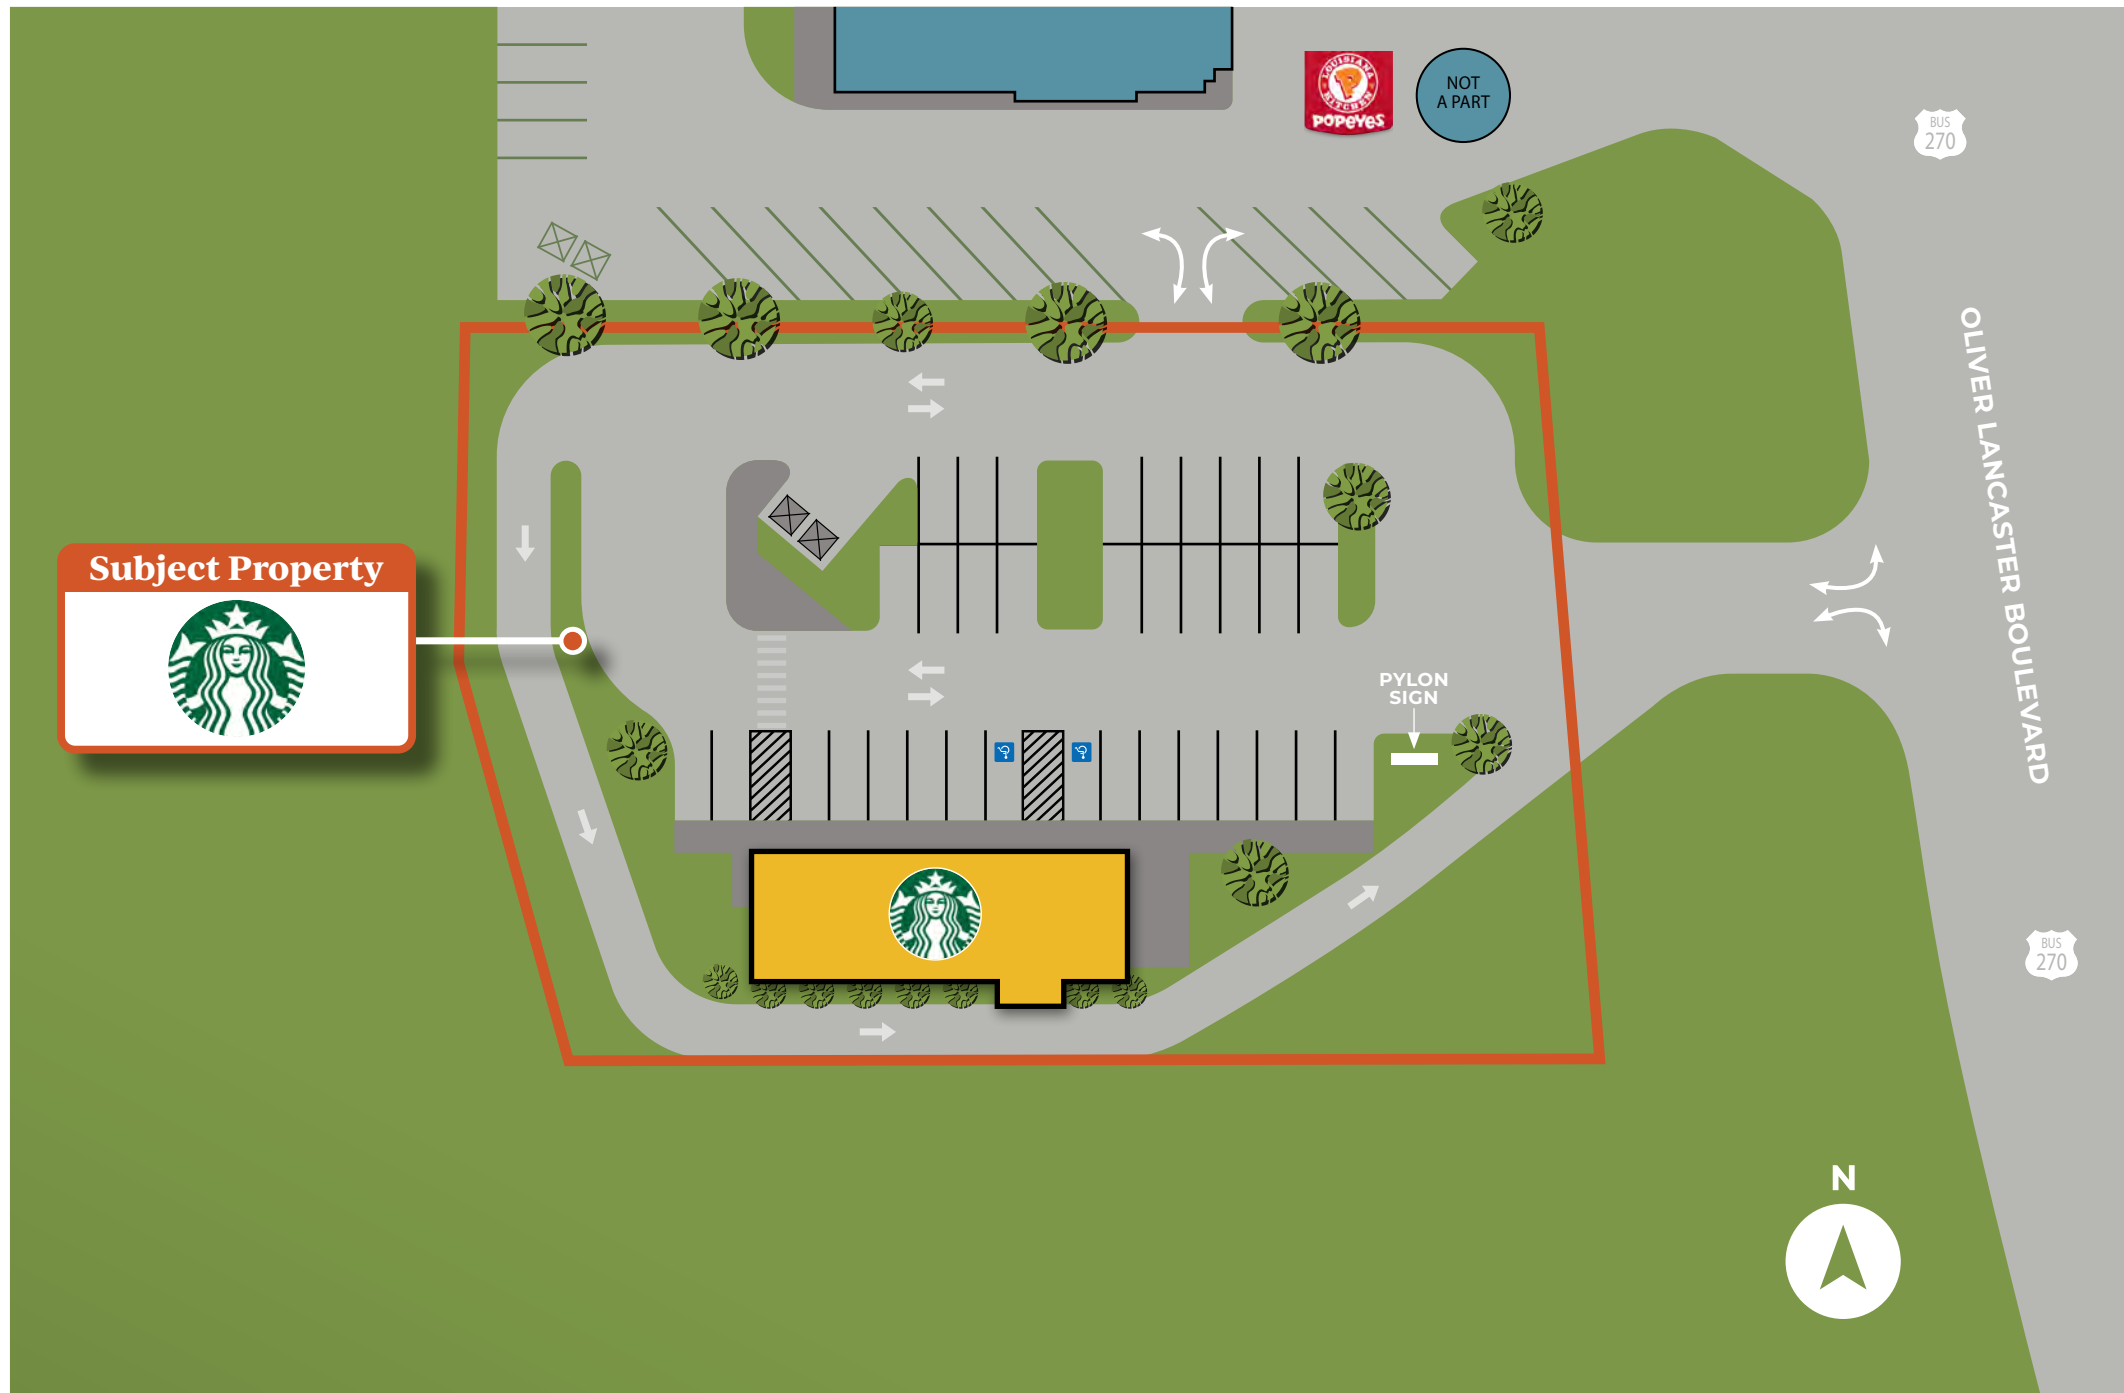 LOUISIANA
KITCHEN
POPEYES
NOT
A PART
BUS
270
OLIVER LANCASTER BOULEVARD
Subject Property
PYLON
SIGN
BUS
270
N